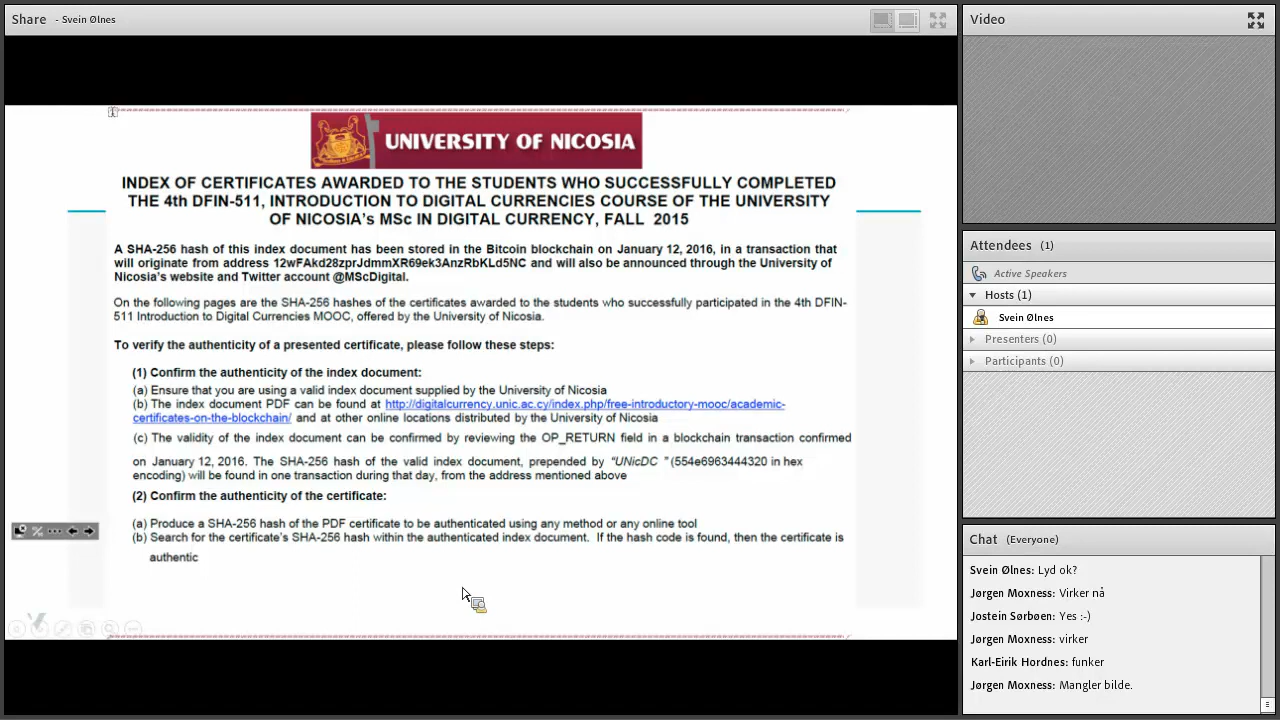 Share - Svein Ølnes
UNIVERSITY OF NICOSIA
INDEX OF CERTIFICATES AWARDED TO THE STUDENTS WHO SUCCESSFULLY COMPLETED
THE 4th DFIN-511, INTRODUCTION TO DIGITAL CURRENCIES COURSE OF THE UNIVERSITY
OF NICOSIA's MSc IN DIGITAL CURRENCY, FALL 2015
A SHA-256 hash of this index document has been stored in the Bitcoin blockchain on January 12, 2016, in a transaction that
will originate from address 12wFAkd28zprJdmmXR69ek3AnzRbKLd5NC and will also be announced through the University of
Nicosia's website and Twitter account @MScDigital.
On the following pages are the SHA-256 hashes of the certificates awarded to the students who successfully participated in the 4th DFIN-
511 Introduction to Digital Currencies MOOC, offered by the University of Nicosia.
To verify the authenticity of a presented certificate, please follow these steps:
(1) Confirm the authenticity of the index document:
(a) Ensure that you are using a valid index document supplied by the University of Nicosia
(b) The index document PDF can be found at http://digitalcurrency.unic.ac.cy/index.php/free-introductory-mooc/academic-
certificates-on-the-blockchain/ and at other online locations distributed by the University of Nicosia
(c) The validity of the index document can be confirmed by reviewing the OP_RETURN field in a blockchain transaction confirmed
on January 12, 2016. The SHA-256 hash of the valid index document, prepended by "UNicDC " (554e6963444320 in hex
encoding) will be found in one transaction during that day, from the address mentioned above
(2) Confirm the authenticity of the certificate:
(a) Produce a SHA-256 hash of the PDF certificate to be authenticated using any method or any online tool
(b) Search for the certificate's SHA-256 hash within the authenticated index document. If the hash code is found, then the certificate is
authentic
Video
Attendees (1)
Active Speakers
Hosts (1)
Svein Ølnes
Presenters (0)
Participants (0)
Chat (Everyone)
Svein Ølnes: Lyd ok?
Jørgen Moxness: Virker nå
Jostein Sørbøen: Yes :-)
Jørgen Moxness: virker
Karl-Eirik Hordnes: funker
Jørgen Moxness: Mangler bilde.